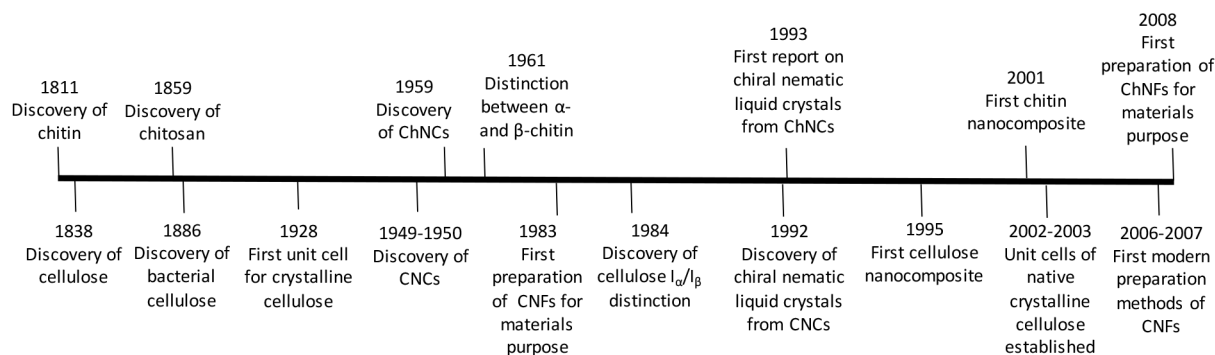 1811
Discovery of
chitin
1859
Discovery of
chitosan
1959
Discovery
of ChNCs
1961
Distinction
between α-
and β-chitin
1993
First report on
chiral nematic
liquid crystals
from ChNCs
2001
First chitin
nanocomposite
2008
First
preparation of
ChNFs for
materials
purpose
1838
Discovery of
cellulose
1886
Discovery of
bacterial
cellulose
1928
First unit cell
for crystalline
cellulose
1949-1950
Discovery of
CNCs
1983
First
preparation
of CNFs for
materials
purpose
1984
Discovery of
cellulose Iα/Iβ
distinction
1992
Discovery of
chiral nematic
liquid crystals
from CNCs
1995
First cellulose
nanocomposite
2002-2003
Unit cells of
native
crystalline
cellulose
established
2006-2007
First modern
preparation
methods of
CNFs